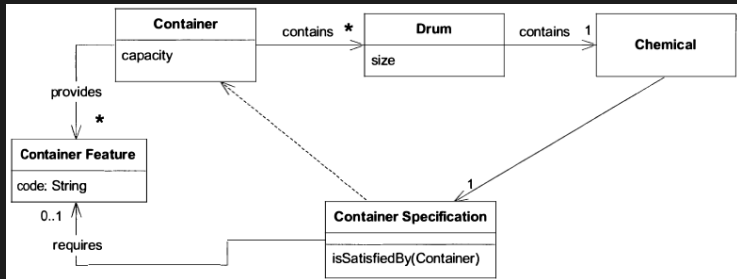 Container
capacity
contains *
Drum
size
contains 1
Chemical
provides
*
Container Feature
code: String
0..1
requires
1
Container Specification
isSatisfiedBy(Container)